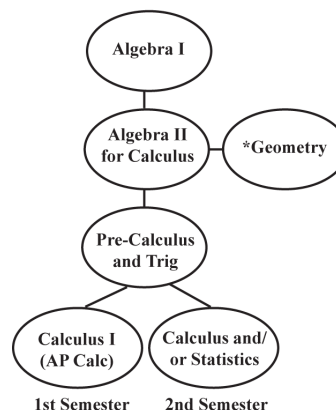 Algebra I
Algebra II
for Calculus
*Geometry
Pre-Calculus
and Trig
Calculus I
(AP Calc)
Calculus and/
or Statistics
1st Semester
2nd Semester